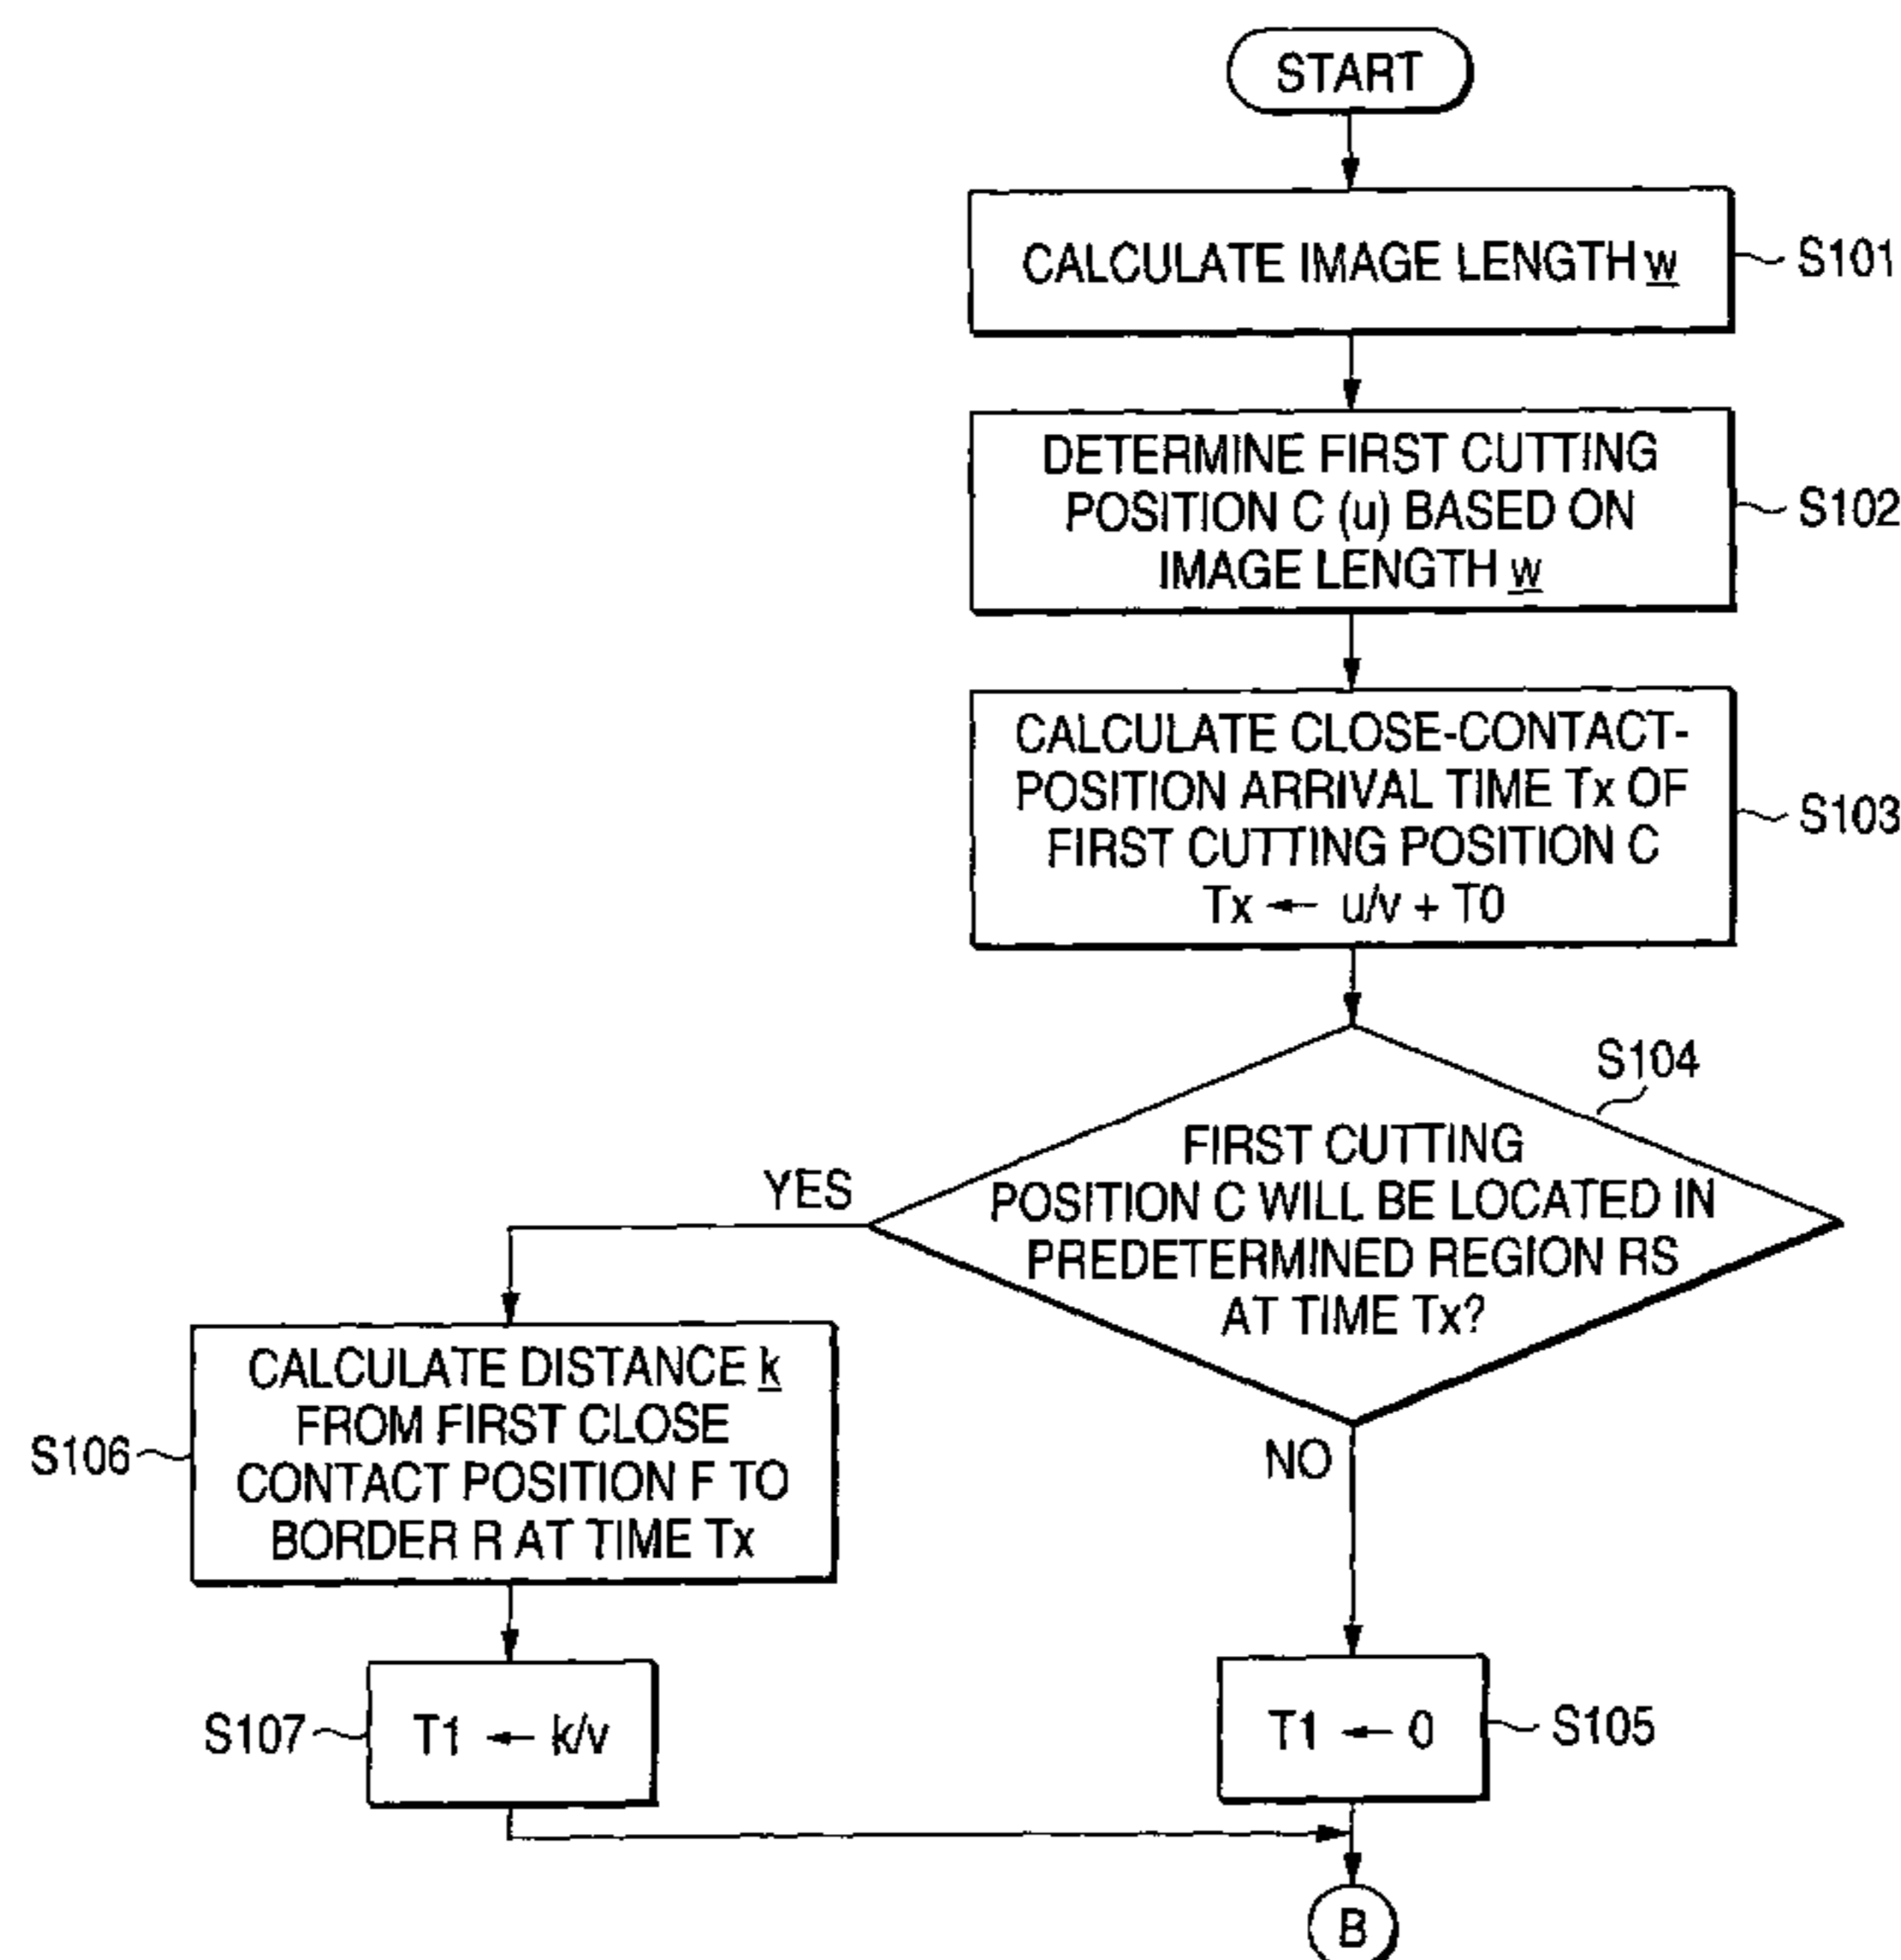 START
CALCULATE IMAGE LENGTH w
S101
DETERMINE FIRST CUTTING
POSITION C (u) BASED ON
IMAGE LENGTH w
S102
CALCULATE CLOSE-CONTACT-
POSITION ARRIVAL TIME Tx OF
FIRST CUTTING POSITION C
Tx ← u/v + T0
S103
S104
FIRST CUTTING
POSITION C WILL BE LOCATED IN
PREDETERMINED REGION RS
AT TIME Tx?
YES
NO
CALCULATE DISTANCE k
FROM FIRST CLOSE
CONTACT POSITION F TO
BORDER R AT TIME Tx
S106
S107
T1 ← k/v
T1 ← 0
S105
B